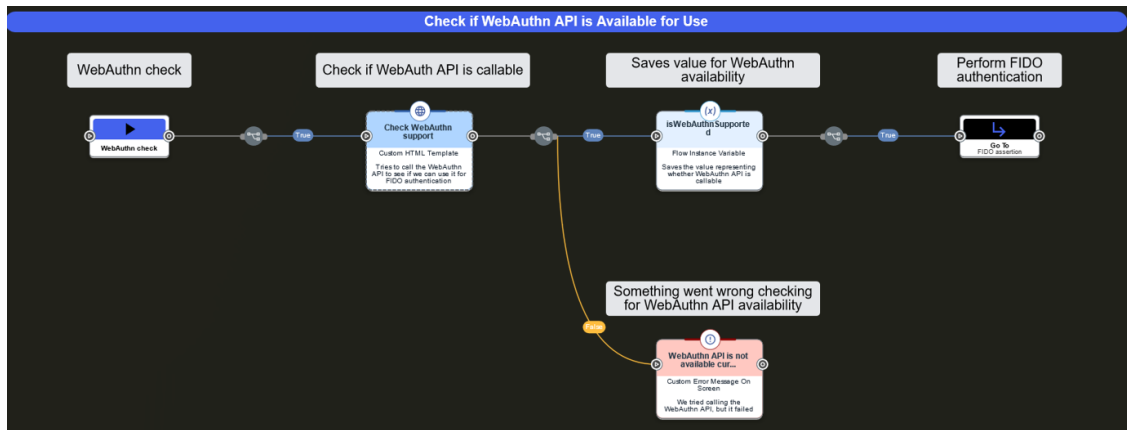 Check if WebAuthn API is Available for Use
WebAuthn check
Check if WebAuth API is callable
Saves value for WebAuthn
availability
Perform FIDO
authentication
WebAuthn check
True
Check WebAuthn
support
Custom HTML Template
Tries to call the WebAuthn
API to see if we can use it for
FIDO authentication
True
(x)
isWebAuthnSupporte
d
Flow Instance Variable
Saves the value representing
whether WebAuthn API is
callable
True
Go To
FIDO assertion
Something went wrong checking
for WebAuthn API availability
False
WebAuthn API is not
available cur...
Custom Error Message On
Screen
We tried calling the
WebAuthn API, but it failed